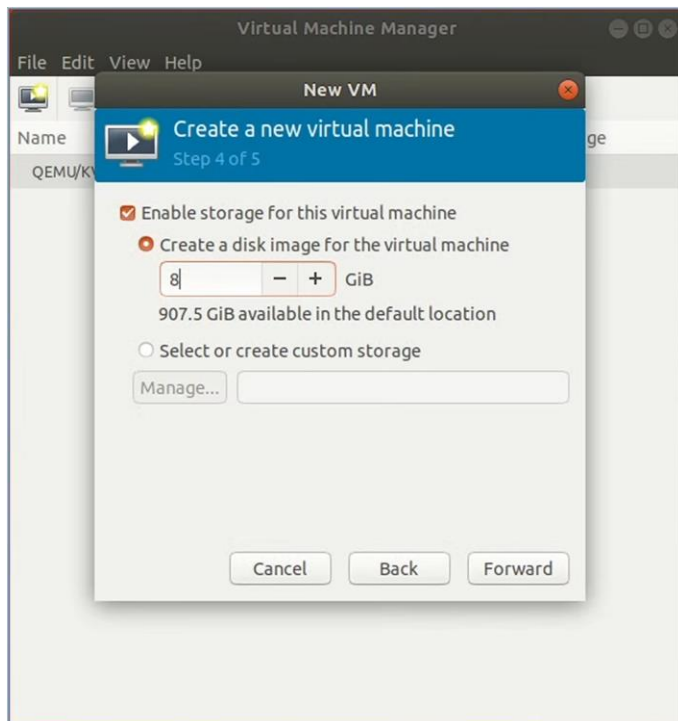 Virtual Machine Manager
File Edit View Help
New VM
Create a new virtual machine
Step 4 of 5
Name
ge
QEMU/KV
Enable storage for this virtual machine
Create a disk image for the virtual machine
8 − + GiB
907.5 GiB available in the default location
Select or create custom storage
Manage...
Cancel Back Forward